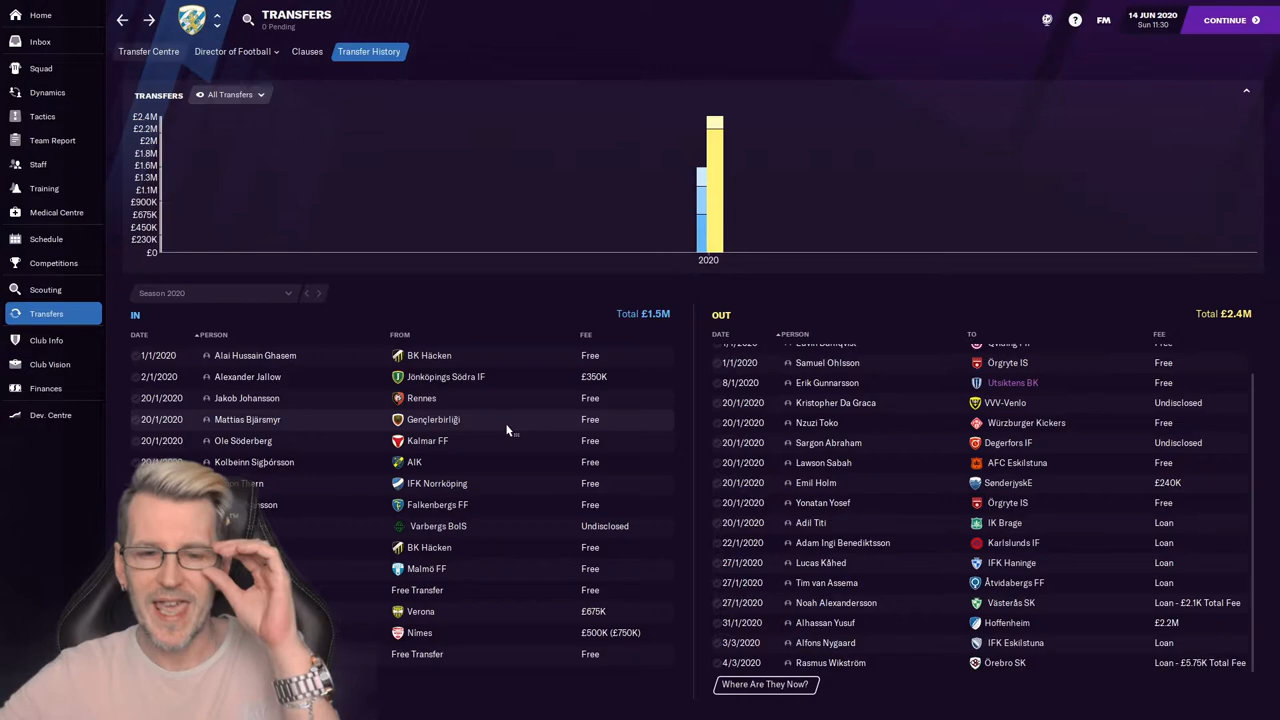 Home
TRANSFERS
0 Pending
14 JUN 2020
Sun 11:30
FM
CONTINUE
Inbox
Squad
Dynamics
Tactics
Team Report
Staff
Training
Medical Centre
Schedule
Competitions
Scouting
Transfers
Club Info
Club Vision
Finances
Dev. Centre
Transfer Centre
Director of Football
Clauses
Transfer History
TRANSFERS
All Transfers
£2.4M
£2.2M
£2M
£1.8M
£1.6M
£1.3M
£1.1M
£900K
£675K
£450K
£230K
£0
2020
Season 2020
IN
Total £1.5M
DATE PERSON FROM FEE
1/1/2020 Alai Hussain Ghasem BK Häcken Free
2/1/2020 Alexander Jallow Jönköpings Södra IF £350K
20/1/2020 Jakob Johansson Rennes Free
20/1/2020 Mattias Bjärsmyr Gençlerbirliği Free
20/1/2020 Ole Söderberg Kalmar FF Free
20/1/2020 Kolbeinn Sigþórsson AIK Free
Thern IFK Norrköping Free
Falkenbergs FF Free
Varbergs BoIS Undisclosed
BK Häcken Free
Malmö FF Free
Free Transfer Free
Verona £675K
Nîmes £500K (£750K)
Free Transfer Free
OUT
Total £2.4M
DATE PERSON TO FEE
1/1/2020 Samuel Ohlsson Örgryte IS Free
8/1/2020 Erik Gunnarsson Utsiktens BK Free
20/1/2020 Kristopher Da Graca VVV-Venlo Undisclosed
20/1/2020 Nzuzi Toko Würzburger Kickers Free
20/1/2020 Sargon Abraham Degerfors IF Undisclosed
20/1/2020 Lawson Sabah AFC Eskilstuna Free
20/1/2020 Emil Holm SønderjyskE £240K
20/1/2020 Yonatan Yosef Örgryte IS Free
20/1/2020 Adil Titi IK Brage Loan
22/1/2020 Adam Ingi Benediktsson Karlslunds IF Loan
27/1/2020 Lucas Kåhed IFK Haninge Loan
27/1/2020 Tim van Assema Åtvidabergs FF Loan
27/1/2020 Noah Alexandersson Västerås SK Loan - £2.1K Total Fee
31/1/2020 Alhassan Yusuf Hoffenheim £2.2M
3/3/2020 Alfons Nygaard IFK Eskilstuna Loan
4/3/2020 Rasmus Wikström Örebro SK Loan - £5.75K Total Fee
Where Are They Now?